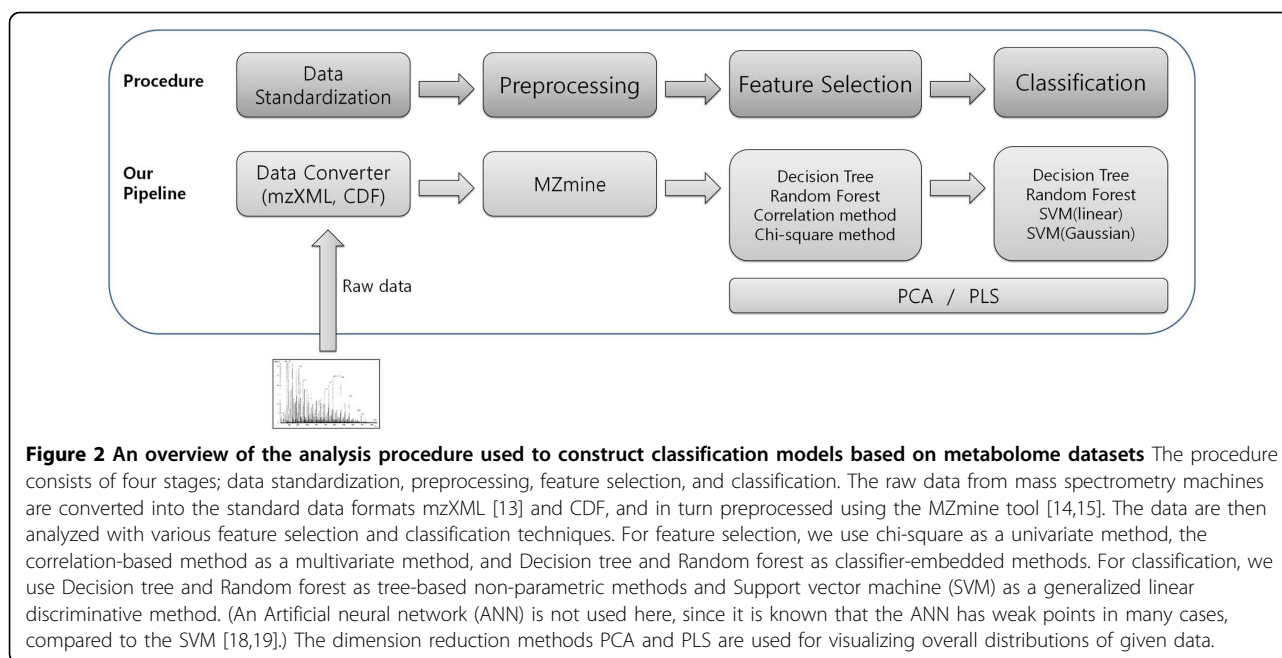 Procedure
Data
Standardization
Preprocessing
Feature Selection
Classification
Our
Pipeline
Data Converter
(mzXML, CDF)
MZmine
Decision Tree
Random Forest
Correlation method
Chi-square method
Decision Tree
Random Forest
SVM(linear)
SVM(Gaussian)
Raw data
PCA / PLS
Figure 2 An overview of the analysis procedure used to construct classification models based on metabolome datasets The procedure
consists of four stages; data standardization, preprocessing, feature selection, and classification. The raw data from mass spectrometry machines
are converted into the standard data formats mzXML [13] and CDF, and in turn preprocessed using the MZmine tool [14,15]. The data are then
analyzed with various feature selection and classification techniques. For feature selection, we use chi-square as a univariate method, the
correlation-based method as a multivariate method, and Decision tree and Random forest as classifier-embedded methods. For classification, we
use Decision tree and Random forest as tree-based non-parametric methods and Support vector machine (SVM) as a generalized linear
discriminative method. (An Artificial neural network (ANN) is not used here, since it is known that the ANN has weak points in many cases,
compared to the SVM [18,19].) The dimension reduction methods PCA and PLS are used for visualizing overall distributions of given data.